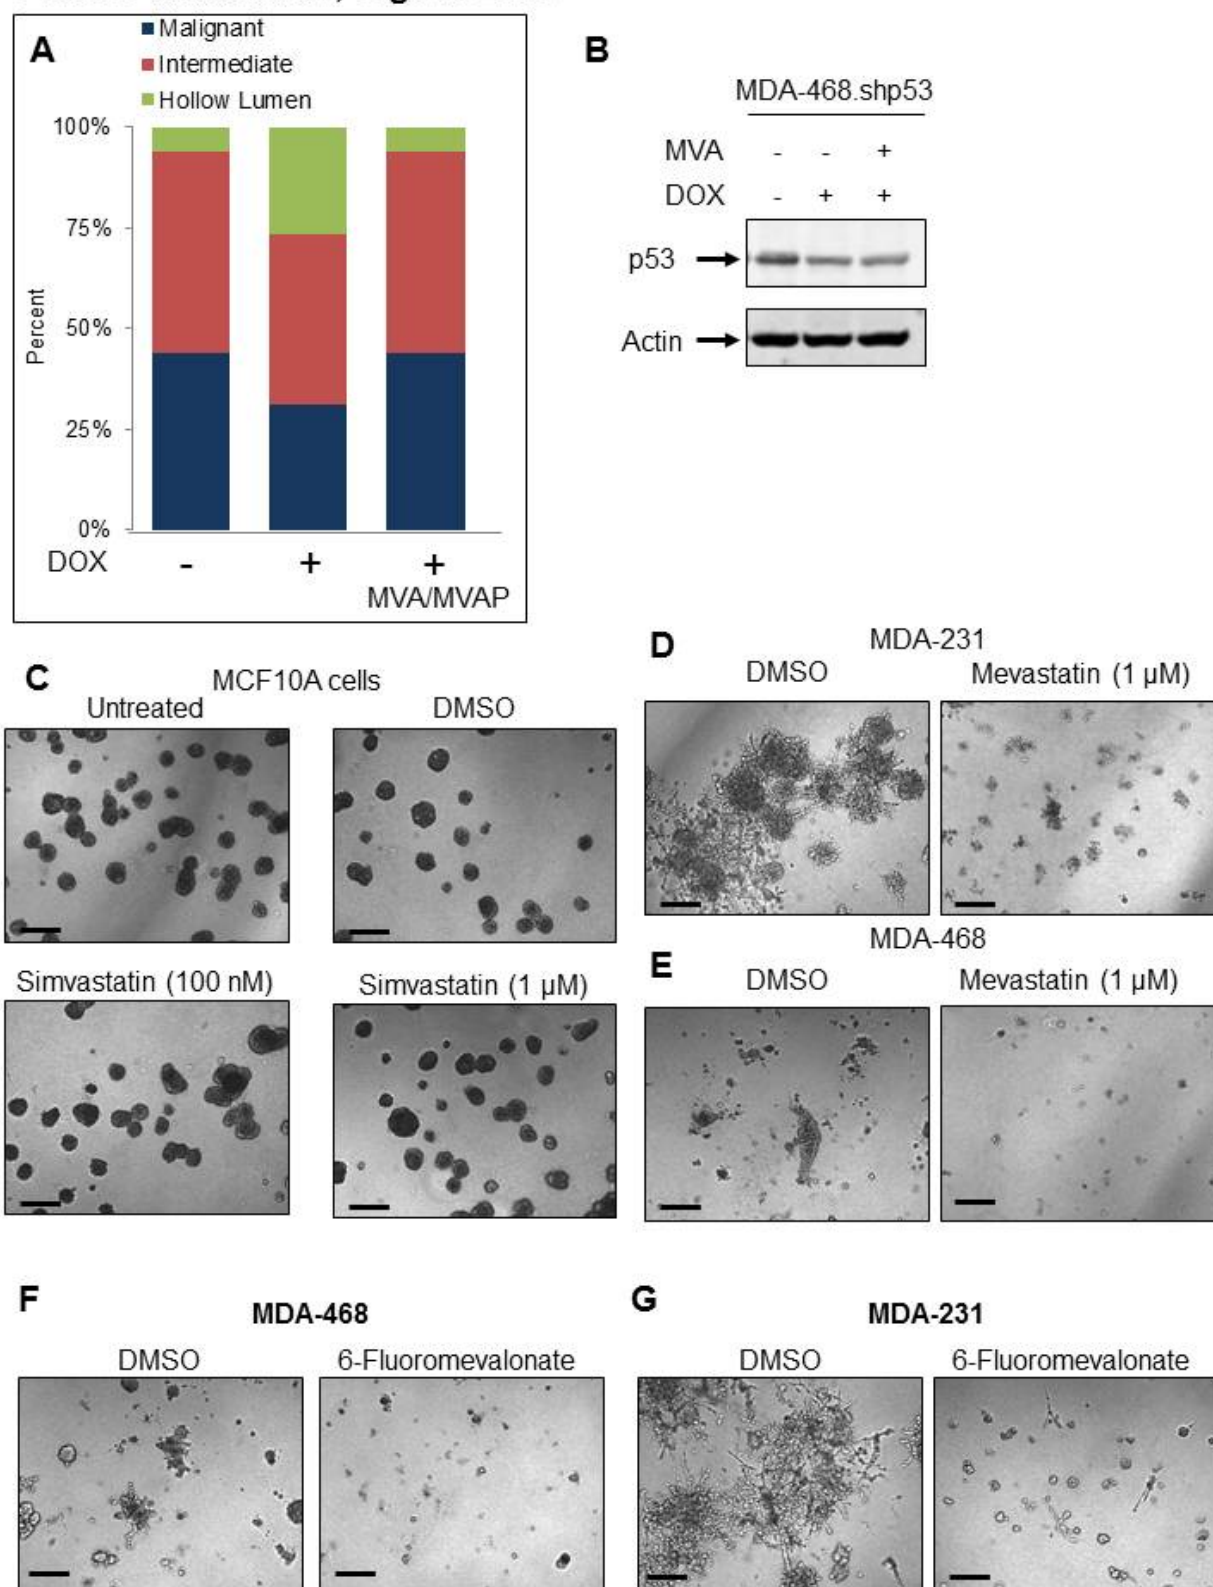 A
Malignant
Intermediate
Hollow Lumen
100%
75%
50%
25%
0%
Percent
DOX - + +
MVA/MVAP
B
MDA-468.shp53
MVA - - +
DOX - + +
p53
Actin
C
MCF10A cells
Untreated DMSO
Simvastatin (100 nM) Simvastatin (1 µM)
D
MDA-231
DMSO Mevastatin (1 µM)
E
MDA-468
DMSO Mevastatin (1 µM)
F
MDA-468
DMSO 6-Fluoromevalonate
G
MDA-231
DMSO 6-Fluoromevalonate